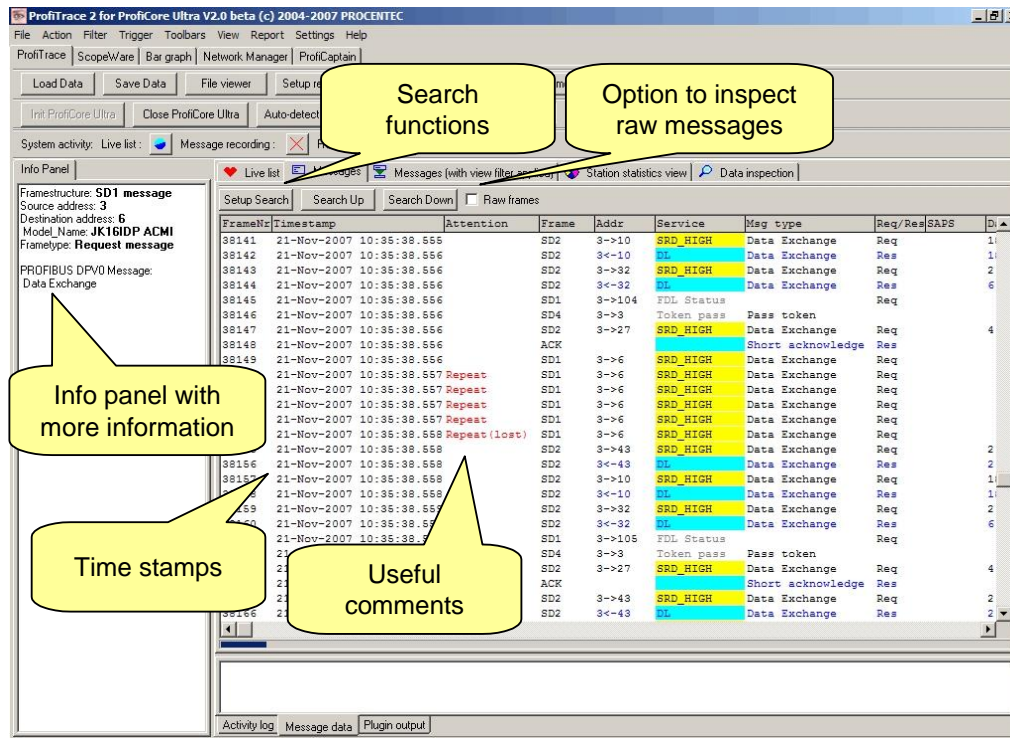 ProfiTrace 2 for ProfiCore Ultra V2.0 beta (c) 2004-2007 PROCENTEC
File Action Filter Trigger Toolbars View Report Settings Help
ProfiTrace ScopeWare Bar graph Network Manager ProfiCaptain
Load Data Save Data File viewer Setup
Init ProfiCore Ultra Close ProfiCore Ultra Auto-detect
System activity: Live list : Message recording :
Search functions
Option to inspect raw messages
Info Panel
Framestructure: SD1 message
Source address: 3
Destination address: 6
Model_Name: JK16IDP ACMI
Frametype: Request message
PROFIBUS DPV0 Message:
Data Exchange
Live list Messages Messages (with view filter Station statistics view Data inspection
Setup Search Search Up Search Down Raw frames
FrameNr Timestamp Attention Frame Addr Service Msg type Req/Res SAPS
38141 21-Nov-2007 10:35:38.555 SD2 3->10 SRD_HIGH Data Exchange Req
38142 21-Nov-2007 10:35:38.556 SD2 3<-10 DL Data Exchange Res
38143 21-Nov-2007 10:35:38.556 SD2 3->32 SRD_HIGH Data Exchange Req 2
38144 21-Nov-2007 10:35:38.556 SD2 3<-32 DL Data Exchange Res 6
38145 21-Nov-2007 10:35:38.556 SD1 3->104 FDL Status Req
38146 21-Nov-2007 10:35:38.556 SD4 3->3 Token pass Pass token
38147 21-Nov-2007 10:35:38.556 SD2 3->27 SRD_HIGH Data Exchange Req 4
38148 21-Nov-2007 10:35:38.556 ACK Short acknowledge Res
38149 21-Nov-2007 10:35:38.556 SD1 3->6 SRD_HIGH Data Exchange Req
21-Nov-2007 10:35:38.557 Repeat SD1 3->6 SRD_HIGH Data Exchange Req
21-Nov-2007 10:35:38.557 Repeat SD1 3->6 SRD_HIGH Data Exchange Req
21-Nov-2007 10:35:38.557 Repeat SD1 3->6 SRD_HIGH Data Exchange Req
21-Nov-2007 10:35:38.557 Repeat SD1 3->6 SRD_HIGH Data Exchange Req
21-Nov-2007 10:35:38.558 Repeat(lost) SD1 3->6 SRD_HIGH Data Exchange Req
21-Nov-2007 10:35:38.558 SD2 3->43 SRD_HIGH Data Exchange Req 2
38156 21-Nov-2007 10:35:38.558 SD2 3<-43 DL Data Exchange Res 2
38157 21-Nov-2007 10:35:38.558 SD2 3->10 SRD_HIGH Data Exchange Req
21-Nov-2007 10:35:38.558 SD2 3<-10 DL Data Exchange Res
21-Nov-2007 SD2 3->32 SRD_HIGH Data Exchange Req 2
21-Nov-2007 SD2 3<-32 DL Data Exchange Res 6
21-Nov-2007 SD1 3->105 FDL Status Req
SD4 3->3 Token pass Pass token
SD2 3->27 SRD_HIGH Data Exchange Req 4
ACK Short acknowledge Res
SD2 3->43 SRD_HIGH Data Exchange Req 2
38166 SD2 3<-43 DL Data Exchange Res 2
Info panel with more information
Time stamps
Useful comments
Activity log Message data Plugin output